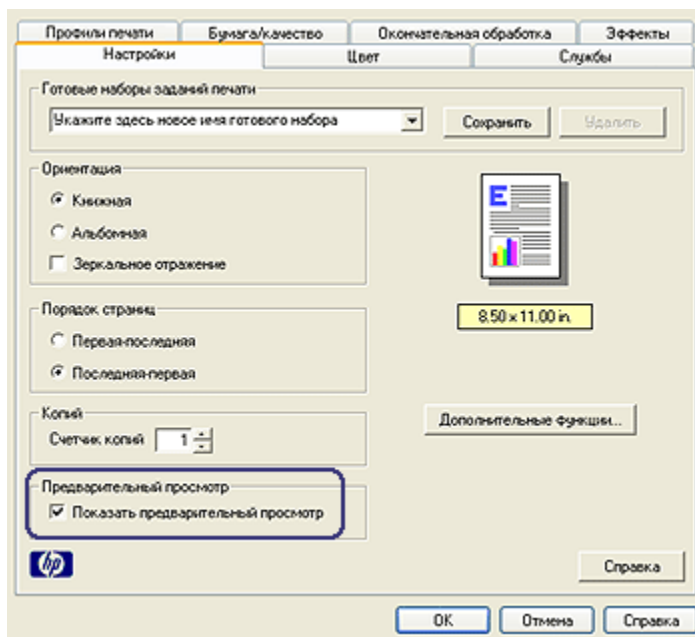 Профили печати Бумага/качество Окончательная обработка Эффекты
Настройки Цвет Службы
Готовые наборы заданий печати
Укажите здесь новое имя готового набора Сохранить Удалить
Ориентация
Книжная
Альбомная
Зеркальное отражение
E
8.50 x 11.00 in.
Порядок страниц
Первая-последняя
Последняя-первая
Копий
Счетчик копий 1
Дополнительные функции...
Предварительный просмотр
Показать предварительный просмотр
hp
Справка
OK Отмена Справка